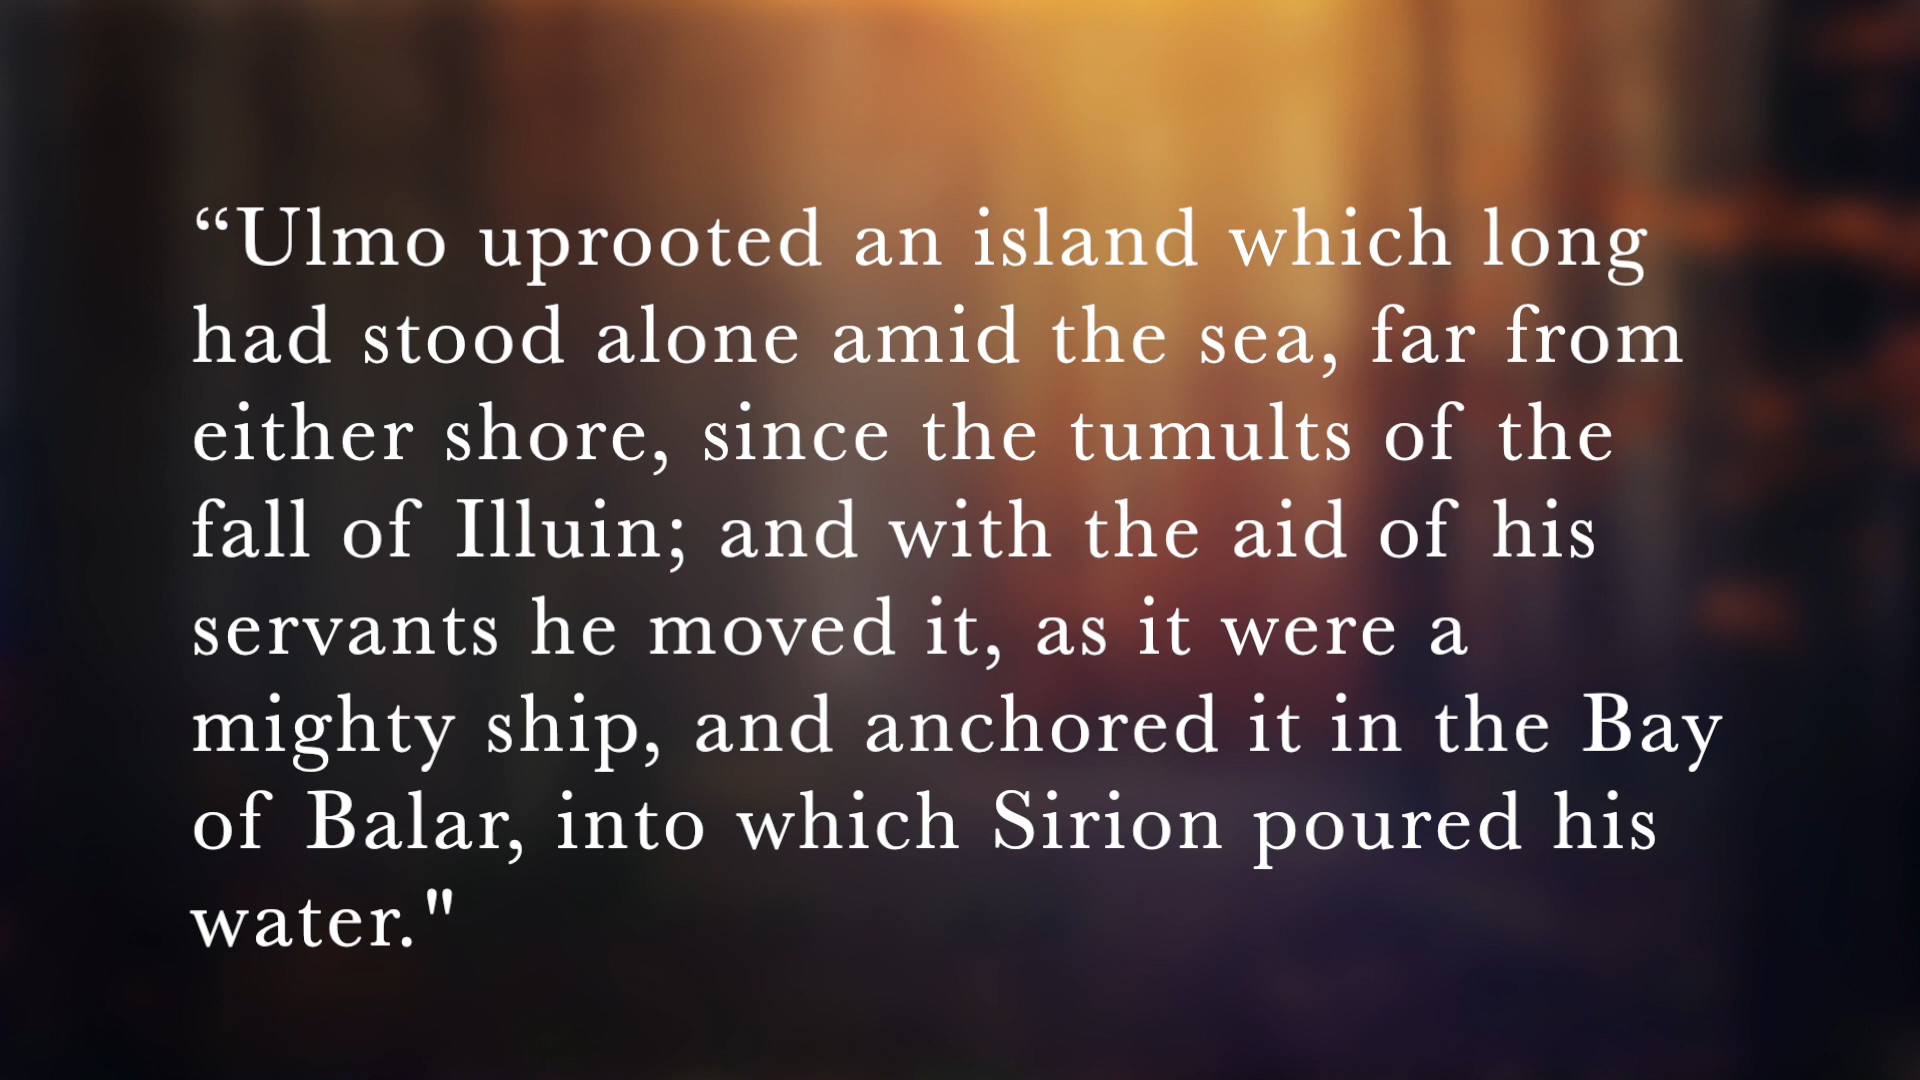 “Ulmo uprooted an island which long
had stood alone amid the sea, far from
either shore, since the tumults of the
fall of Illuin; and with the aid of his
servants he moved it, as it were a
mighty ship, and anchored it in the Bay
of Balar, into which Sirion poured his
water."